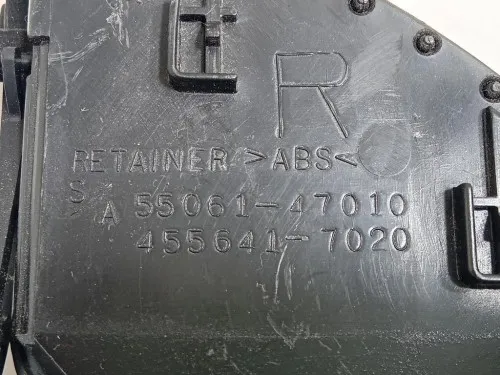 R
RETAINER >ABS<
S
A 55061-47010
455641-7020